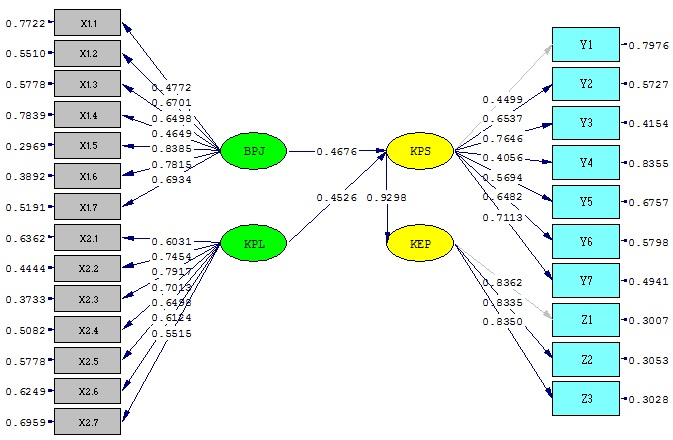 0.7722 X1.1
0.5510 X1.2
0.5778 X1.3
0.7839 X1.4
0.2969 X1.5
0.3892 X1.6
0.5191 X1.7
0.6362 X2.1
0.4444 X2.2
0.3733 X2.3
0.5082 X2.4
0.5778 X2.5
0.6249 X2.6
0.6959 X2.7
0.4772
0.6701
0.6498
0.4649
0.8385
0.7815
0.6934
0.6031
0.7454
0.7917
0.7013
0.6498
0.6124
0.5515
BPJ
KPL
0.4676
0.4526
0.9298
KPS
KEP
0.4499
0.6537
0.7646
0.4056
0.5694
0.6482
0.7113
0.8362
0.8335
0.8350
Y1 0.7976
Y2 0.5727
Y3 0.4154
Y4 0.8355
Y5 0.6757
Y6 0.5798
Y7 0.4941
Z1 0.3007
Z2 0.3053
Z3 0.3028